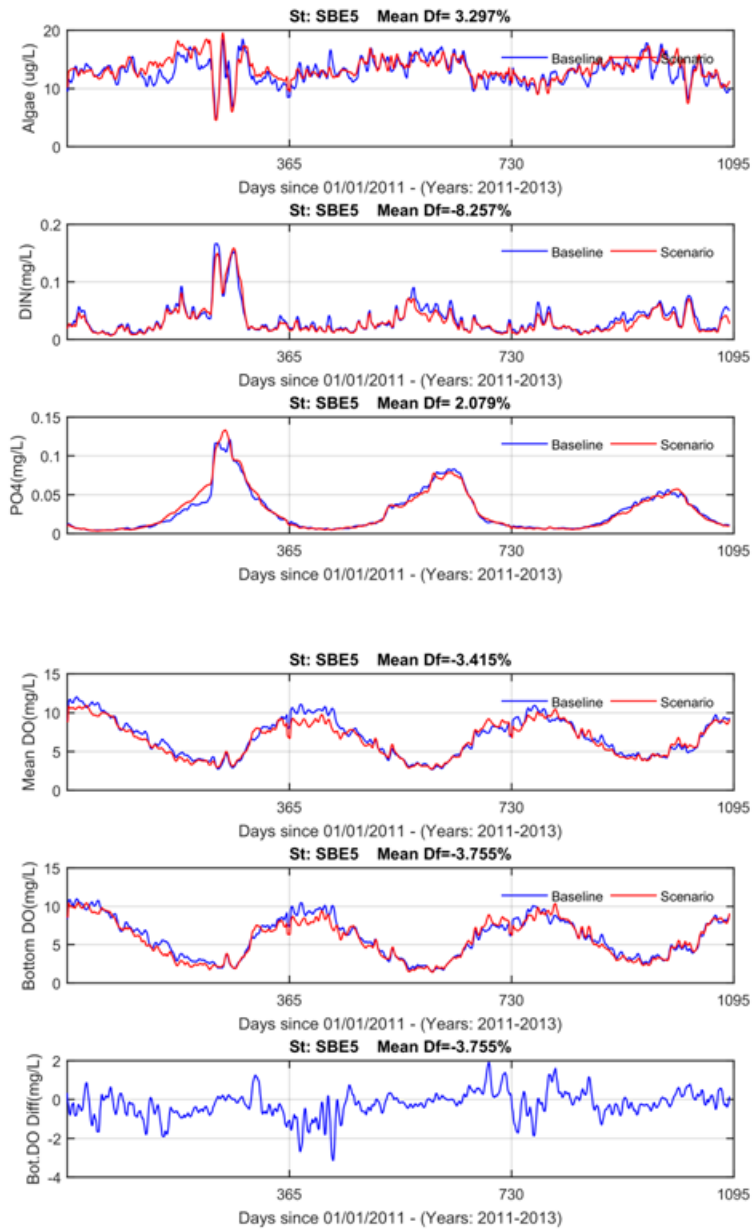 St: SBE5 Mean Df= 3.297%
20
10
0
Algae (ug/L)
Baseline
Scenario
365
730
1095
Days since 01/01/2011 - (Years: 2011-2013)
St: SBE5 Mean Df=-8.257%
0.2
0.1
0
DIN(mg/L)
Baseline
Scenario
365
730
1095
Days since 01/01/2011 - (Years: 2011-2013)
St: SBE5 Mean Df= 2.079%
0.15
0.1
0.05
0
PO4(mg/L)
Baseline
Scenario
365
730
1095
Days since 01/01/2011 - (Years: 2011-2013)
St: SBE5 Mean Df=-3.415%
15
10
5
0
Mean DO(mg/L)
Baseline
Scenario
365
730
1095
Days since 01/01/2011 - (Years: 2011-2013)
St: SBE5 Mean Df=-3.755%
15
10
5
0
Bottom DO(mg/L)
Baseline
Scenario
365
730
1095
Days since 01/01/2011 - (Years: 2011-2013)
St: SBE5 Mean Df=-3.755%
2
0
-2
-4
Bot.DO Diff(mg/L)
365
730
1095
Days since 01/01/2011 - (Years: 2011-2013)